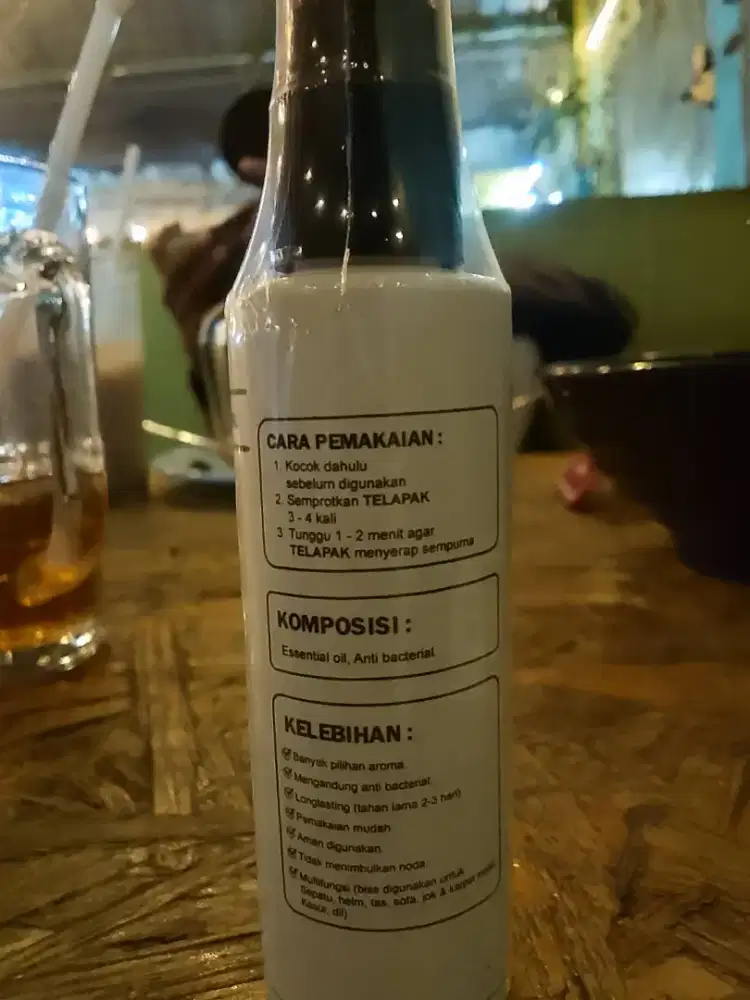 CARA PEMAKAIAN :
1. Kocok dahulu
sebelum digunakan
2. Semprotkan TELAPAK
3 - 4 kali
3 Tunggu 1 - 2 menit agar
TELAPAK menyerap sempurna
KOMPOSISI :
Essential oil, Anti bacterial
KELEBIHAN :
Banyak pilihan aroma.
Mengandung anti bacterial.
Longlasting (tahan lama 2-3 hari)
Pemakaian mudah
Aman digunakan.
Tidak menimbulkan noda.
Multifungsi (bisa digunakan untuk
Sepatu, helm, tas, sofa, jok & karpet mobil,
Kasur, dll)